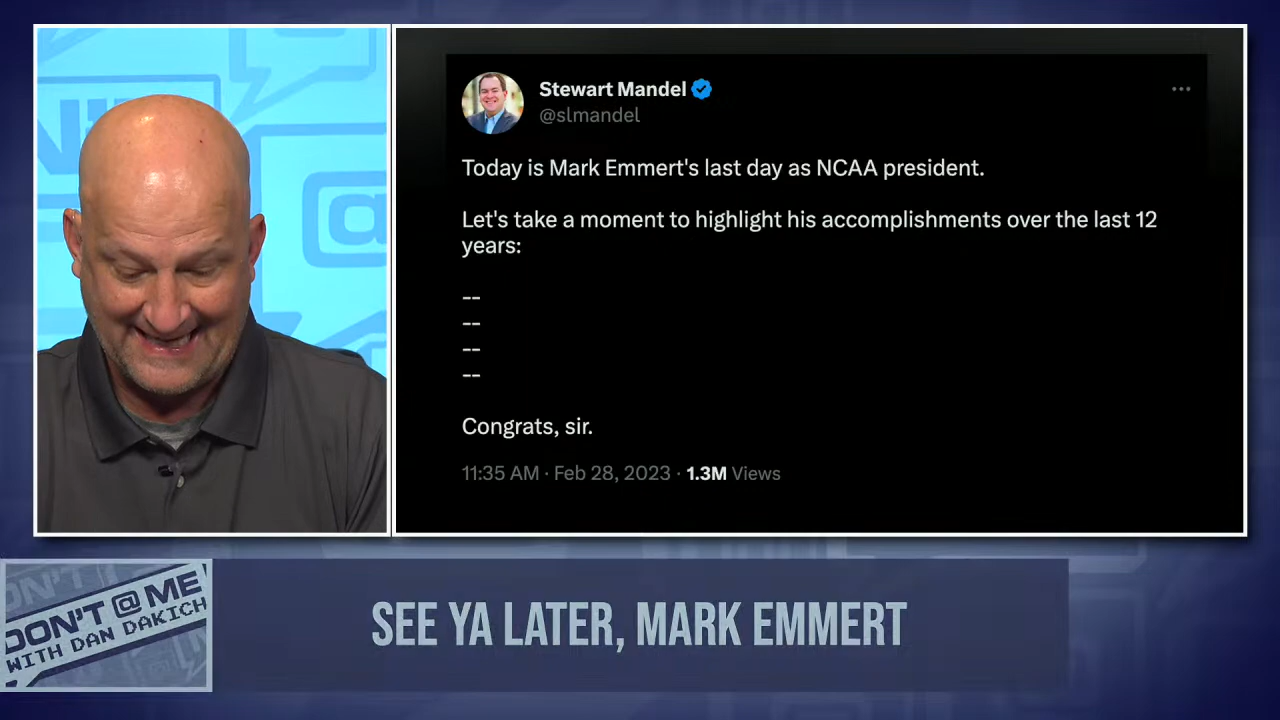 Stewart Mandel
@slmandel
Today is Mark Emmert's last day as NCAA president.
Let's take a moment to highlight his accomplishments over the last 12
years:
--
--
--
--
Congrats, sir.
11:35 AM · Feb 28, 2023 · 1.3M Views
DON'T @ ME
WITH DAN DAKICH
SEE YA LATER, MARK EMMERT